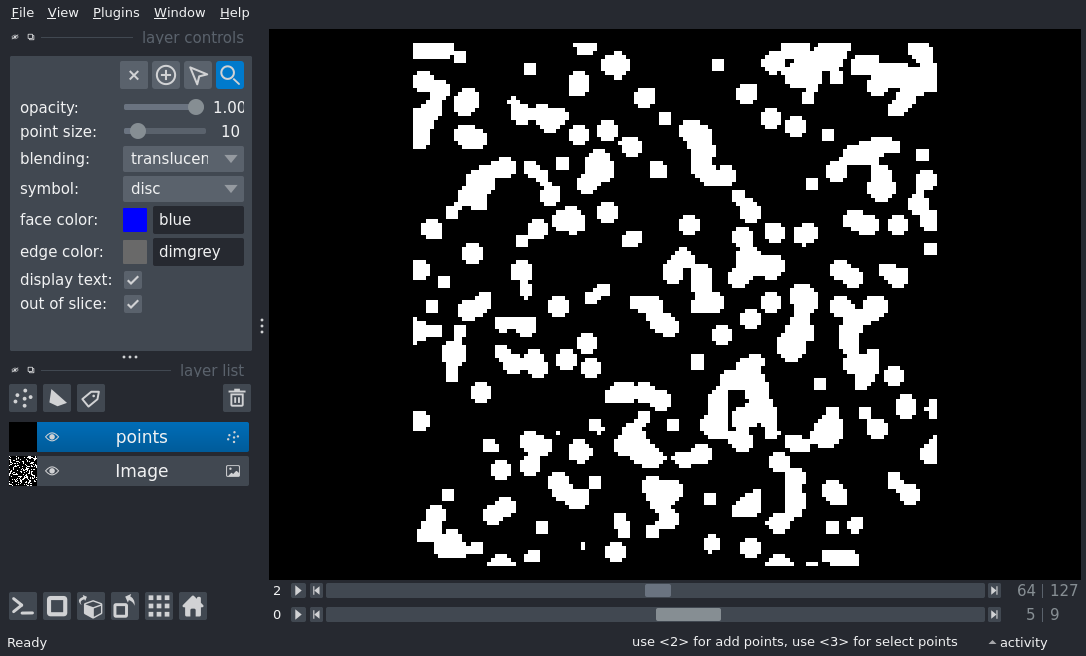 File View Plugins Window Help
layer controls
opacity: 1.00
point size: 10
blending: translucen
symbol: disc
face color: blue
edge color: dimgrey
display text:
out of slice:
layer list
points
Image
2 64 127
0 5 9
Ready use <2> for add points, use <3> for select points activity